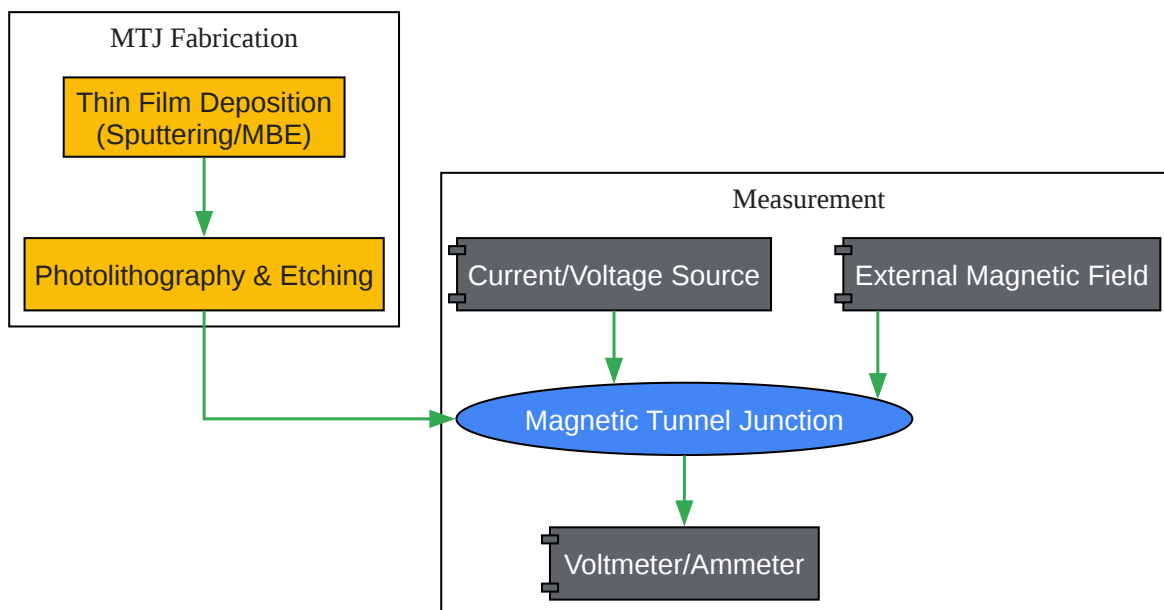 MTJ Fabrication
Thin Film Deposition
(Sputtering/MBE)
Photolithography & Etching
Measurement
Current/Voltage Source
External Magnetic Field
Magnetic Tunnel Junction
Voltmeter/Ammeter